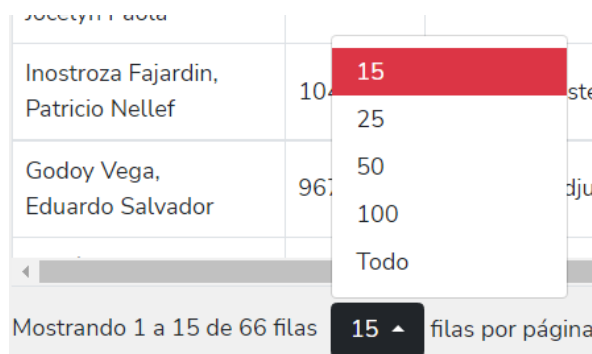 Inostroza Fajardin,
Patricio Nellef
15
25
Godoy Vega,
Eduardo Salvador
50
100
Todo
Mostrando 1 a 15 de 66 filas 15 filas por página